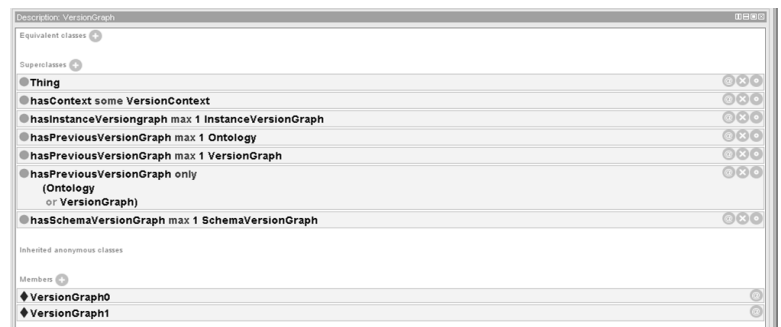 Description: VersionGraph
Equivalent classes
Superclasses
Thing
hasContext some VersionContext
hasInstanceVersiongraph max 1 InstanceVersionGraph
hasPreviousVersionGraph max 1 Ontology
hasPreviousVersionGraph max 1 VersionGraph
hasPreviousVersionGraph only
(Ontology
or VersionGraph)
hasSchemaVersionGraph max 1 SchemaVersionGraph
Inherited anonymous classes
Members
VersionGraph0
VersionGraph1